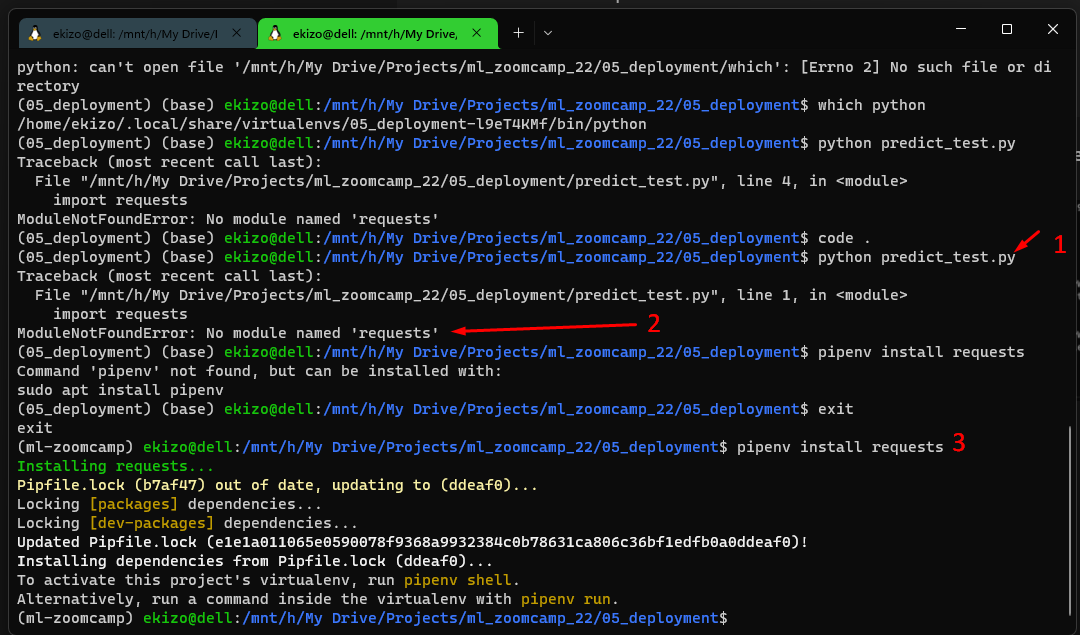 ekizo@dell: /mnt/h/My Drive/I
ekizo@dell: /mnt/h/My Drive,
python: can't open file '/mnt/h/My Drive/Projects/ml_zoomcamp_22/05_deployment/which': [Errno 2] No such file or di
rectory
(05_deployment) (base) ekizo@dell:/mnt/h/My Drive/Projects/ml_zoomcamp_22/05_deployment$ which python
/home/ekizo/.local/share/virtualenvs/05_deployment-l9eT4KMf/bin/python
(05_deployment) (base) ekizo@dell:/mnt/h/My Drive/Projects/ml_zoomcamp_22/05_deployment$ python predict_test.py
Traceback (most recent call last):
  File "/mnt/h/My Drive/Projects/ml_zoomcamp_22/05_deployment/predict_test.py", line 4, in <module>
    import requests
ModuleNotFoundError: No module named 'requests'
(05_deployment) (base) ekizo@dell:/mnt/h/My Drive/Projects/ml_zoomcamp_22/05_deployment$ code .
(05_deployment) (base) ekizo@dell:/mnt/h/My Drive/Projects/ml_zoomcamp_22/05_deployment$ python predict_test.py 1
Traceback (most recent call last):
  File "/mnt/h/My Drive/Projects/ml_zoomcamp_22/05_deployment/predict_test.py", line 1, in <module>
    import requests
ModuleNotFoundError: No module named 'requests' 2
(05_deployment) (base) ekizo@dell:/mnt/h/My Drive/Projects/ml_zoomcamp_22/05_deployment$ pipenv install requests
Command 'pipenv' not found, but can be installed with:
sudo apt install pipenv
(05_deployment) (base) ekizo@dell:/mnt/h/My Drive/Projects/ml_zoomcamp_22/05_deployment$ exit
exit
(ml-zoomcamp) ekizo@dell:/mnt/h/My Drive/Projects/ml_zoomcamp_22/05_deployment$ pipenv install requests 3
Installing requests...
Pipfile.lock (b7af47) out of date, updating to (ddeaf0)...
Locking [packages] dependencies...
Locking [dev-packages] dependencies...
Updated Pipfile.lock (e1e1a011065e0590078f9368a9932384c0b78631ca806c36bf1edfb0a0ddeaf0)!
Installing dependencies from Pipfile.lock (ddeaf0)...
To activate this project's virtualenv, run pipenv shell.
Alternatively, run a command inside the virtualenv with pipenv run.
(ml-zoomcamp) ekizo@dell:/mnt/h/My Drive/Projects/ml_zoomcamp_22/05_deployment$